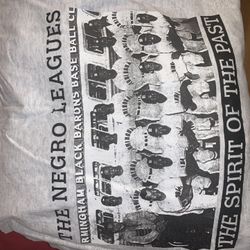 THE NEGRO LEAGUES
RMINGHAM BLACK BARONS BASE BALL CL
THE SPIRIT OF THE PAST